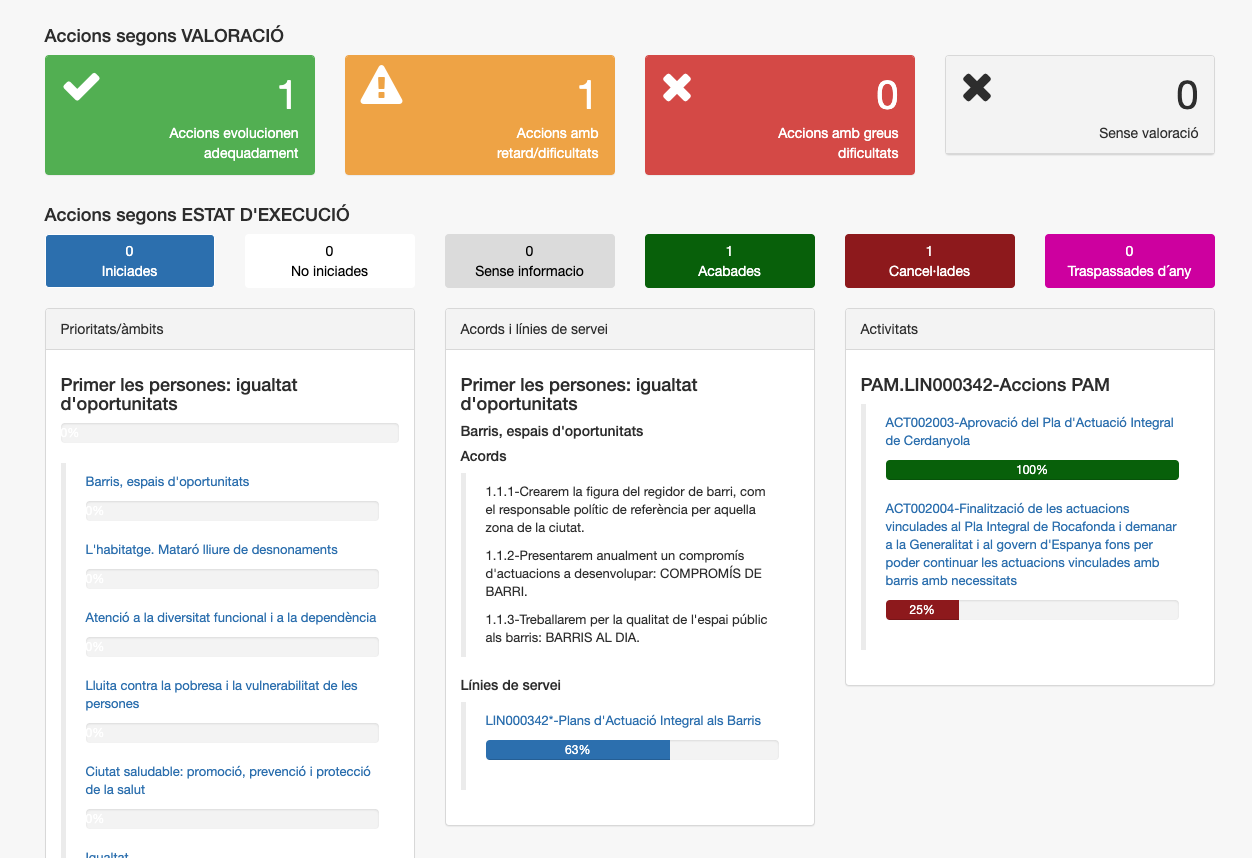 Accions segons VALORACIÓ
1
Accions evolucionen
adequadament
1
Accions amb
retard/dificultats
0
Accions amb greus
dificultats
0
Sense valoració
Accions segons ESTAT D'EXECUCIÓ
0
Iniciades
0
No iniciades
0
Sense informacio
1
Acabades
1
Cancel·lades
0
Traspassades d´any
Prioritats/àmbits
Primer les persones: igualtat
d'oportunitats
0%
Barris, espais d'oportunitats
0%
L'habitatge. Mataró lliure de desnonaments
0%
Atenció a la diversitat funcional i a la dependència
0%
Lluita contra la pobresa i la vulnerabilitat de les
persones
0%
Ciutat saludable: promoció, prevenció i protecció
de la salut
0%
Igualtat
Acords i línies de servei
Primer les persones: igualtat
d'oportunitats
Barris, espais d'oportunitats
Acords
1.1.1-Crearem la figura del regidor de barri, com
el responsable polític de referència per aquella
zona de la ciutat.
1.1.2-Presentarem anualment un compromís
d'actuacions a desenvolupar: COMPROMÍS DE
BARRI.
1.1.3-Treballarem per la qualitat de l'espai públic
als barris: BARRIS AL DIA.
Línies de servei
LIN000342*-Plans d'Actuació Integral als Barris
63%
Activitats
PAM.LIN000342-Accions PAM
ACT002003-Aprovació del Pla d'Actuació Integral
de Cerdanyola
100%
ACT002004-Finalització de les actuacions
vinculades al Pla Integral de Rocafonda i demanar
a la Generalitat i al govern d'Espanya fons per
poder continuar les actuacions vinculades amb
barris amb necessitats
25%